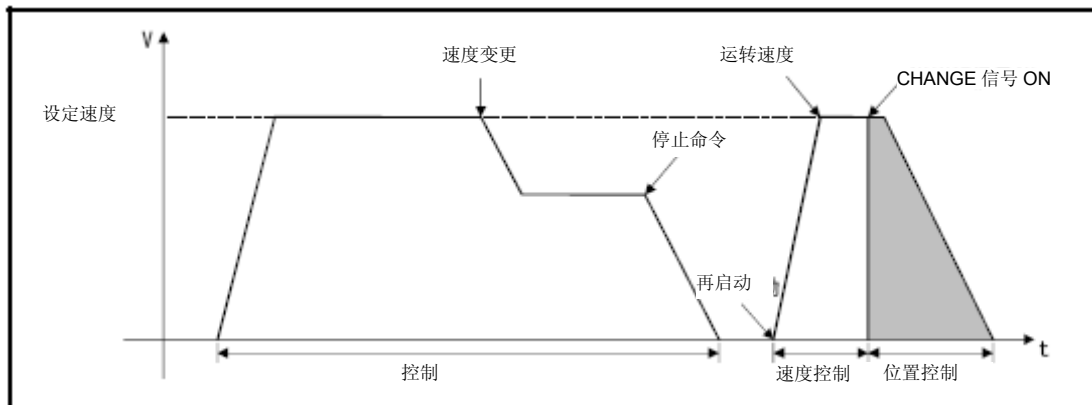 V
速度变更
运转速度
CHANGE 信号 ON
设定速度
停止命令
再启动
t
控制
速度控制
位置控制